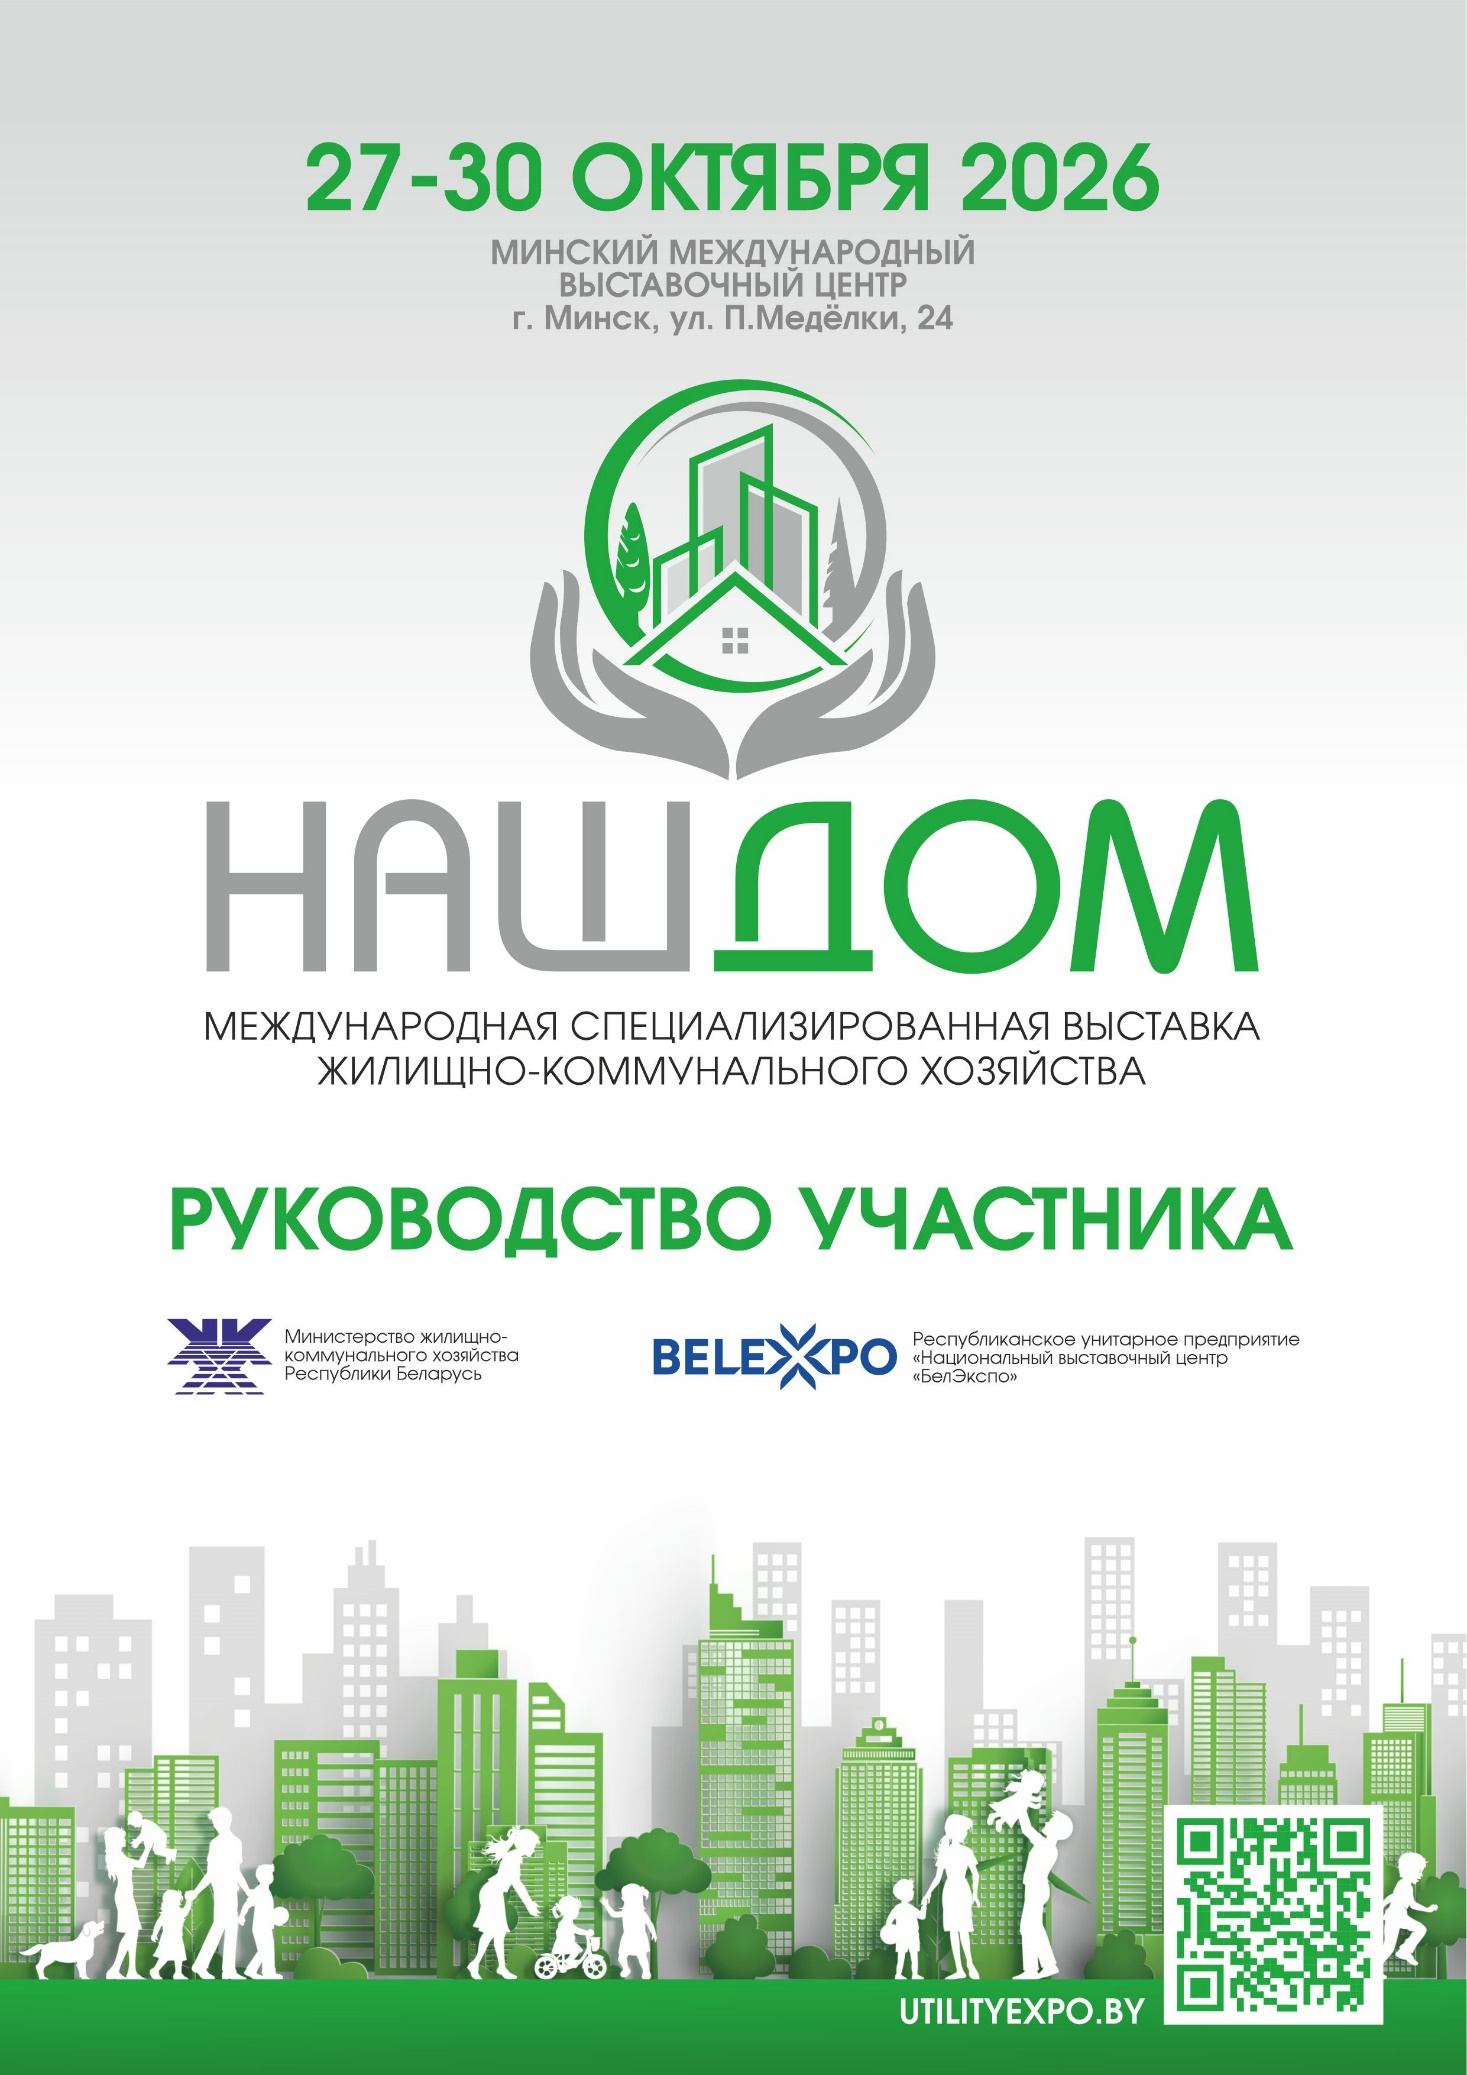 27-30 ОКТЯБРЯ 2026
МИНСКИЙ МЕЖДУНАРОДНЫЙ
ВЫСТАВОЧНЫЙ ЦЕНТР
г. Минск, ул. П.Медёлки, 24
НАШДОМ
МЕЖДУНАРОДНАЯ СПЕЦИАЛИЗИРОВАННАЯ ВЫСТАВКА
ЖИЛИЩНО-КОММУНАЛЬНОГО ХОЗЯЙСТВА
РУКОВОДСТВО УЧАСТНИКА
Министерство жилищно-
коммунального хозяйства
Республики Беларусь
BELEXPO
Республиканское унитарное предприятие
«Национальный выставочный центр
«БелЭкспо»
UTILITYEXPO.BY